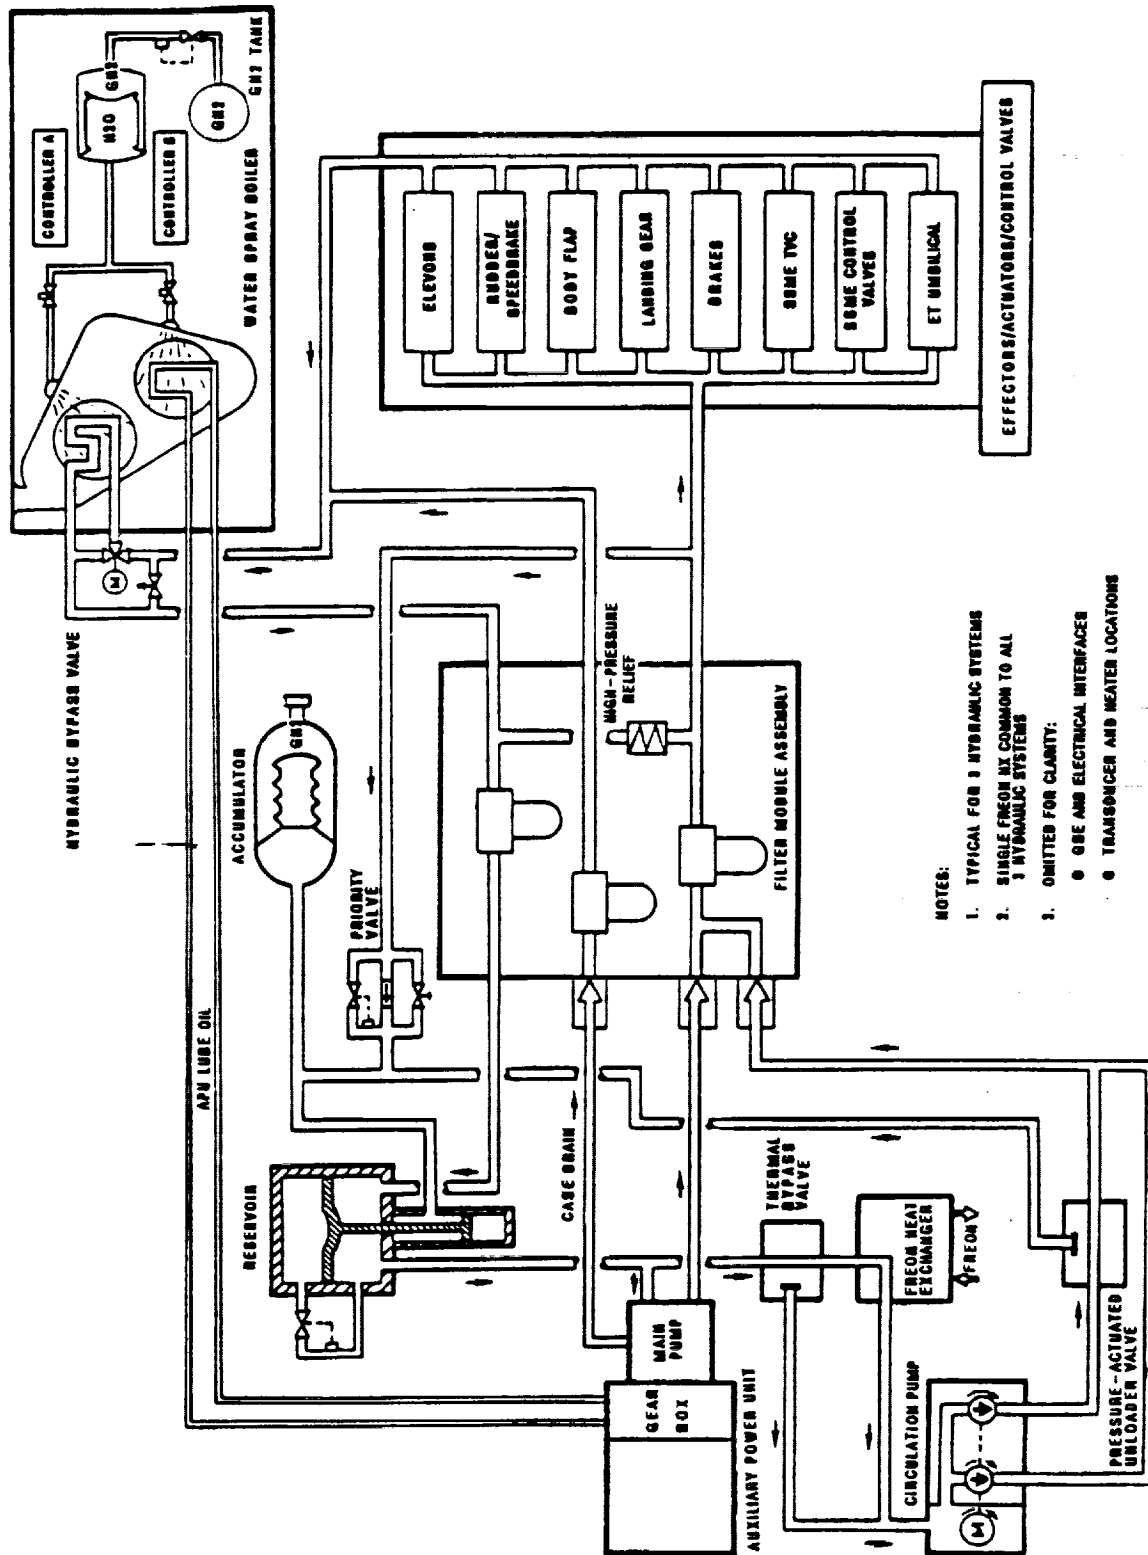 GN2 TANK
CONTROLLER A
H2O
GN2
GN2
CONTROLLER B
WATER SPRAY BOILER
M
HYDRAULIC BYPASS VALVE
ACCUMULATOR
GN2
PRIORITY
VALVE
APU LUBE OIL
RESERVOIR
CASE DRAIN
HIGH-PRESSURE
RELIEF
FILTER MODULE ASSEMBLY
ELEVONS
RUDDER/
SPEEDBRAKE
BODY FLAP
LANDING GEAR
BRAKES
SSME TVC
SSME CONTROL
VALVES
ET UMBILICAL
EFFECTORS/ACTUATORS/CONTROL VALVES
MAIN
PUMP
GEAR
BOX
AUXILIARY POWER UNIT
THERMAL
BYPASS
VALVE
FREON HEAT
EXCHANGER
FREON
CIRCULATION PUMP
M
PRESSURE-ACTUATED
UNLOADER VALVE
NOTES:
1. TYPICAL FOR 3 HYDRAULIC SYSTEMS
2. SINGLE FREON HX COMMON TO ALL
3 HYDRAULIC SYSTEMS
3. OMITTED FOR CLARITY:
● GSE AND ELECTRICAL INTERFACES
● TRANSDUCER AND HEATER LOCATIONS